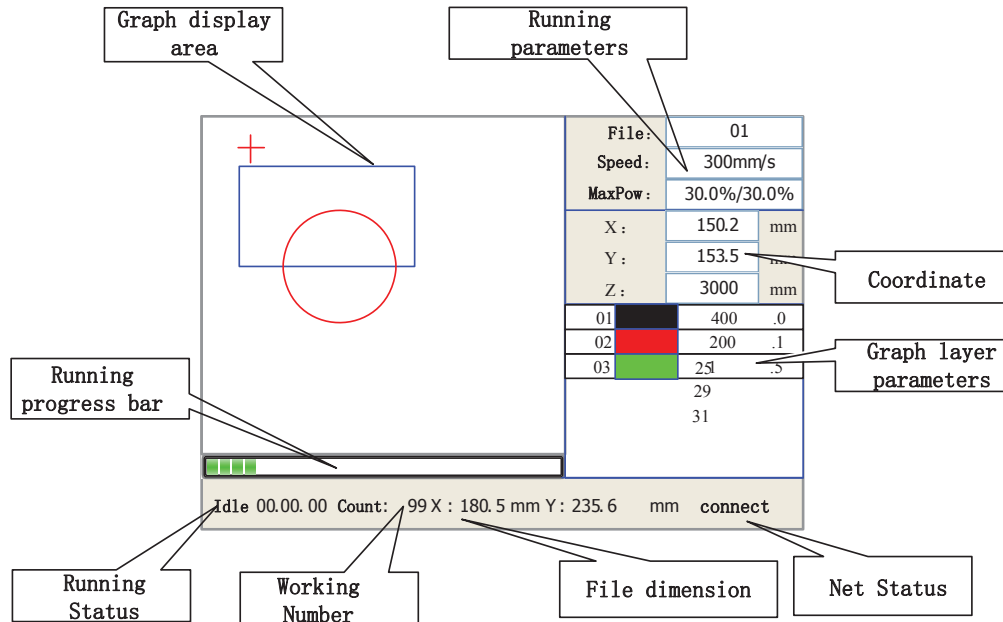 Graph display
area
Running
parameters
File: 01
Speed: 300mm/s
MaxPow: 30.0%/30.0%
X: 150.2 mm
Y: 153.5
Z: 3000 mm
Coordinate
01 400 .0
02 200 .1
03 .5
29
31
Graph layer
parameters
Running
progress bar
Idle 00.00.00 Count: 99 X: 180.5 mm Y: 235.6 mm connect
Running
Status
Working
Number
File dimension
Net Status